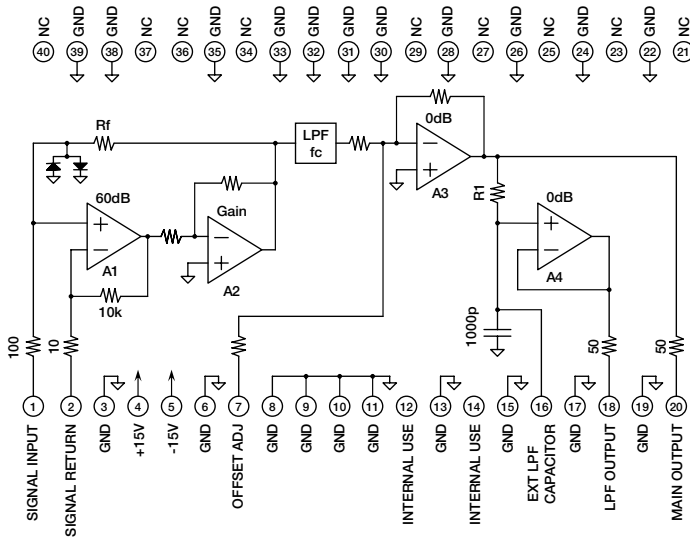 NC GND GND NC NC GND NC GND GND GND GND NC GND NC GND NC GND NC GND NC
40 39 38 37 36 35 34 33 32 31 30 29 28 27 26 25 24 23 22 21
Rf
LPF
fc
0dB
A3
60dB
A1
10k
Gain
A2
R1
0dB
A4
1000p
100
10
50
50
1 2 3 4 5 6 7 8 9 10 11 12 13 14 15 16 17 18 19 20
SIGNAL INPUT
SIGNAL RETURN
GND
+15V
-15V
GND
OFFSET ADJ
GND
GND
GND
GND
INTERNAL USE
GND
INTERNAL USE
GND
EXT LPF
CAPACITOR
GND
LPF OUTPUT
GND
MAIN OUTPUT